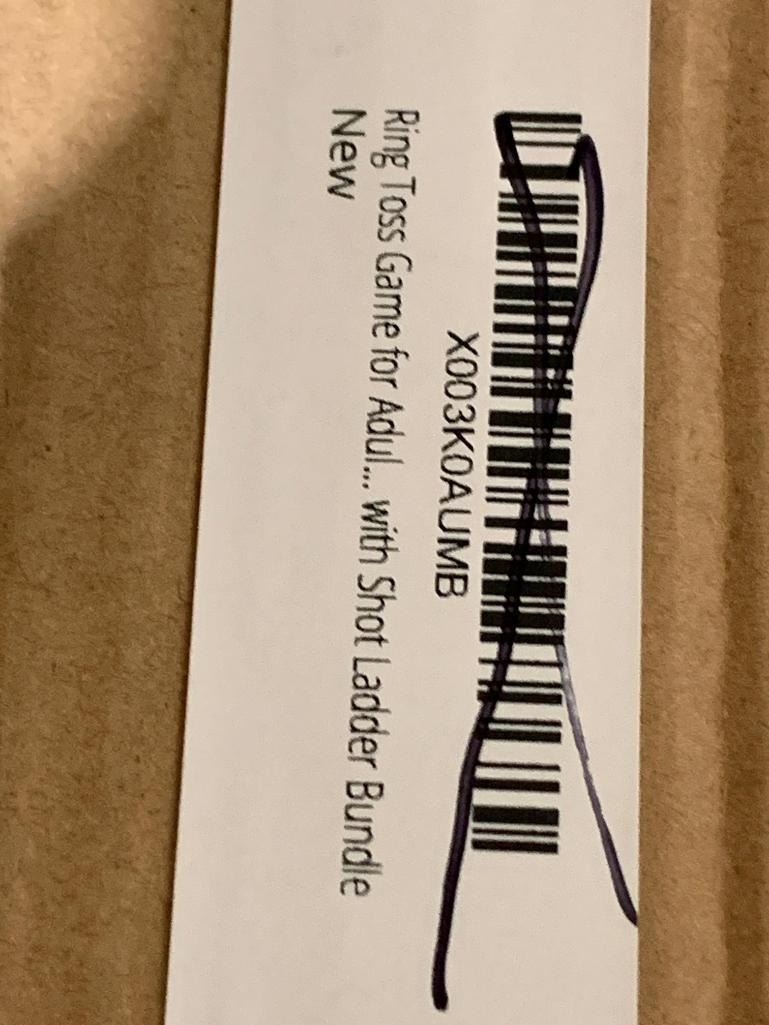 X003K0AUMB
Ring Toss Game for Adul... with Shot Ladder Bundle
New